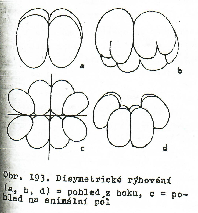 a
b
c
d
Obr. 193. Disymetrické rýhování
(a, b, d) = pohled z boku, c = po-
hled na animální pól